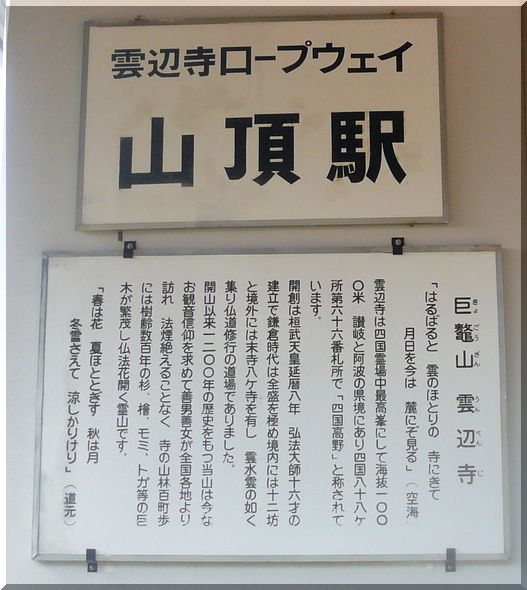 雲辺寺ロープウェイ
山頂駅
巨鼇山 雲辺寺
きょごうざん うんぺんじ
「はるばると 雲のほとりの 寺にきて
月日を今は 麓にぞ見る」(空海)
雲辺寺は四国霊場中最高峯にして海抜一〇〇
〇米 讃岐と阿波の県境にあり四国八十八ヶ
所第六十六番札所で「四国高野」と称されて
います。
開創は桓武天皇延暦八年 弘法大師十六才の
建立で鎌倉時代は全盛を極め境内には十二坊
と境外には末寺八ヶ寺を有し 雲水雲の如く
集り仏道修行の道場でありました。
開山以来一二〇〇年の歴史をもつ当山は今な
お観音信仰を求めて善男善女が全国各地より
訪れ 法煙絶えることなく 寺の山林百町歩
には樹齢数百年の杉、檜、モミ、トガ等の巨
木が繁茂し仏法花開く霊山です。
「春は花 夏ほととぎす 秋は月
冬雪さえて 涼しかりけり」(道元)